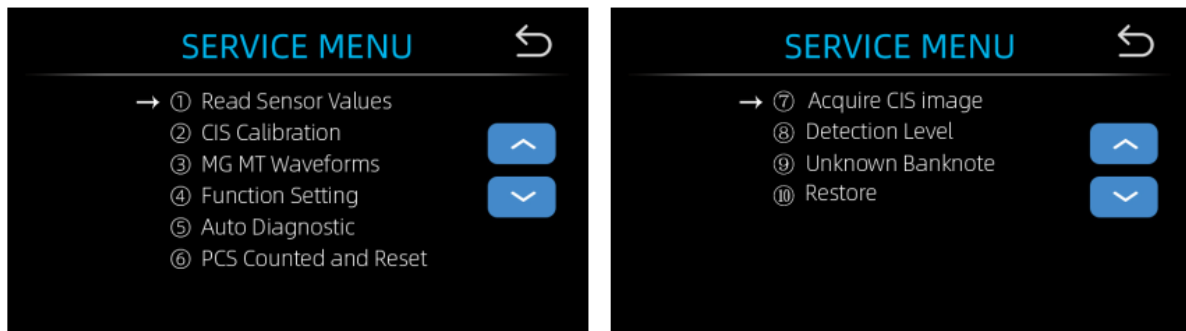 SERVICE MENU
→ ① Read Sensor Values
② CIS Calibration
③ MG MT Waveforms
④ Function Setting
⑤ Auto Diagnostic
⑥ PCS Counted and Reset
SERVICE MENU
→ ⑦ Acquire CIS image
⑧ Detection Level
⑨ Unknown Banknote
⑩ Restore